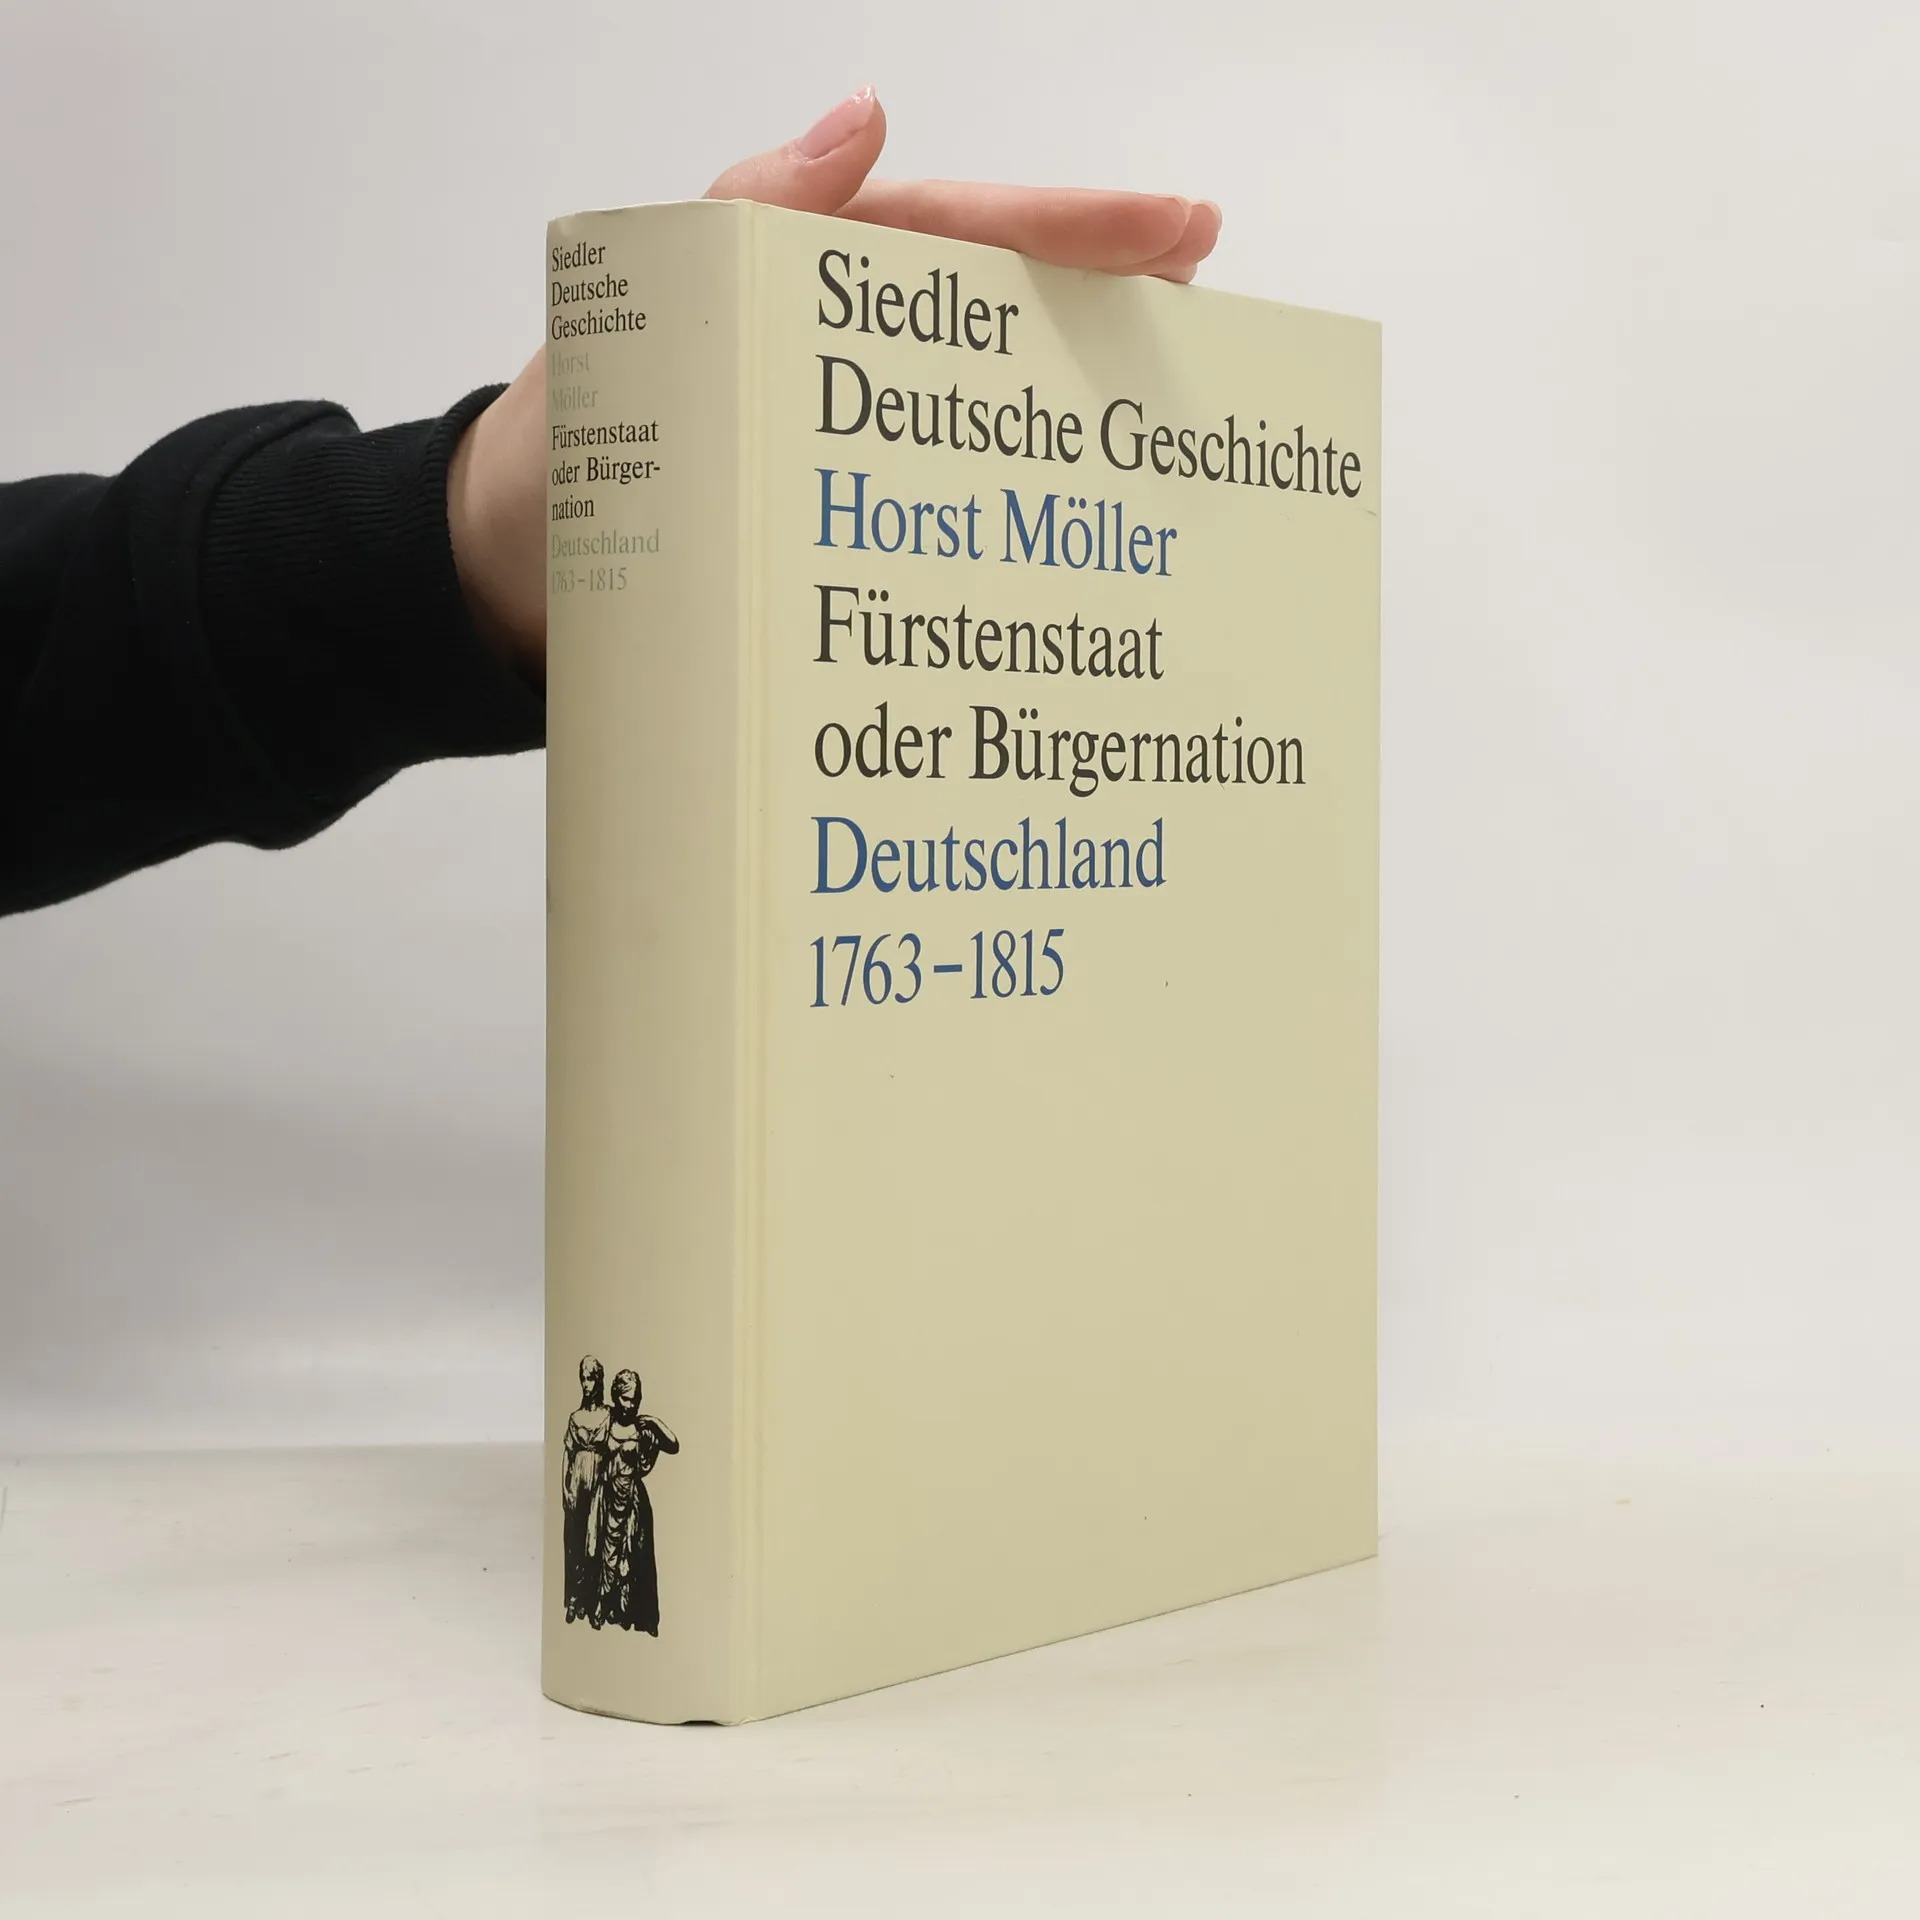 Siedler
Deutsche
Geschichte
Horst
Möller
Fürstenstaat
oder Bürger-
nation
Deutschland
1763–1815
Siedler
Deutsche Geschichte
Horst Möller
Fürstenstaat
oder Bürgernation
Deutschland
1763–1815